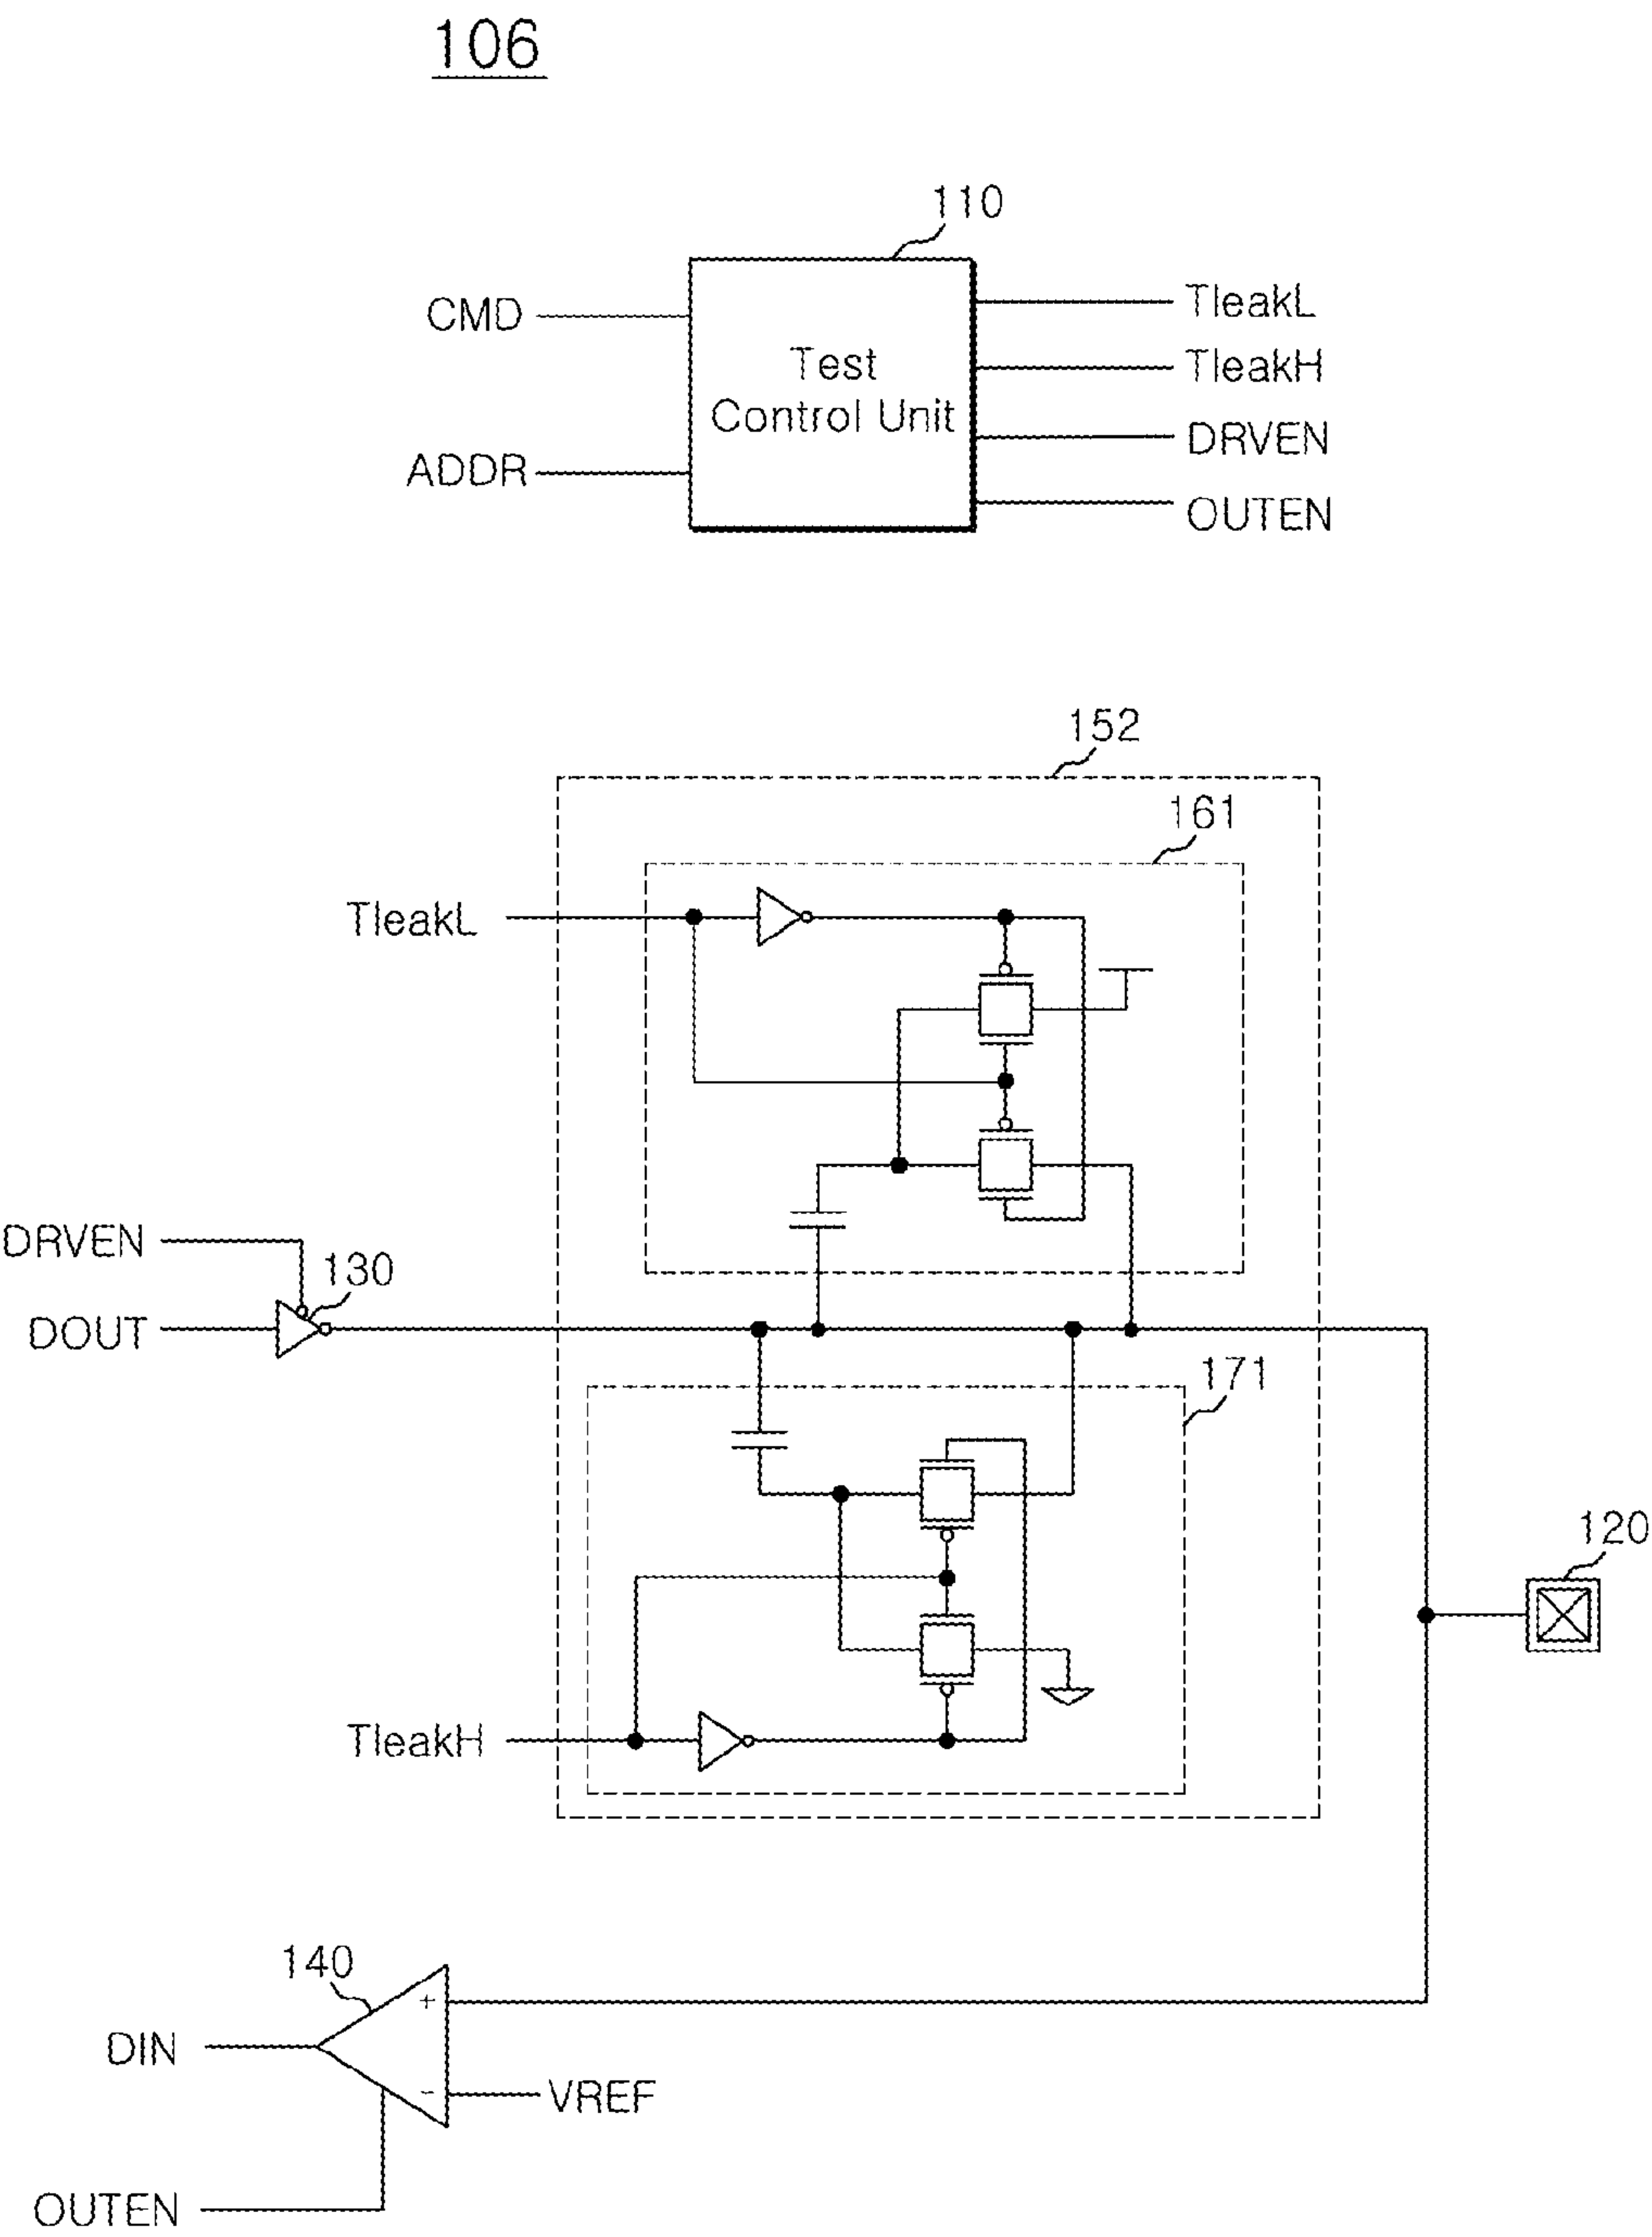 106
110
CMD
TleakL
TleakH
Test
Control Unit
DRVEN
ADDR
OUTEN
152
161
TleakL
DRVEN
130
DOUT
171
120
TleakH
140
+
DIN
−
VREF
OUTEN